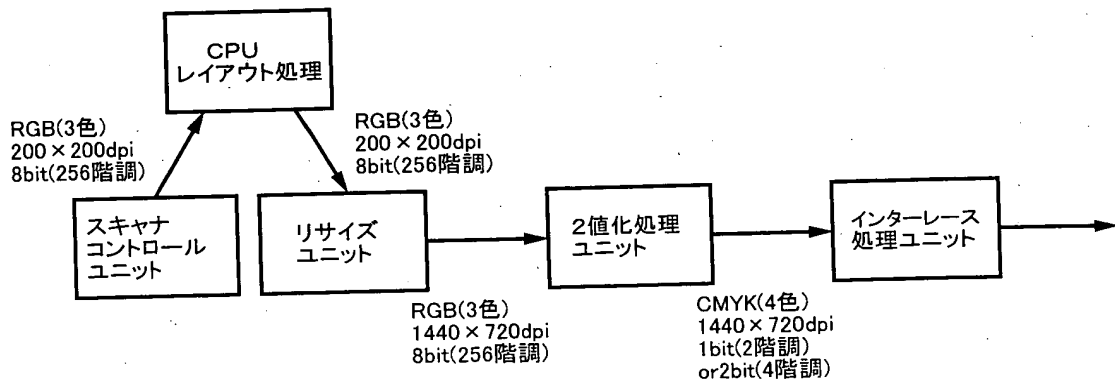 CPU
レイアウト処理
RGB(3色)
200×200dpi
8bit(256階調)
RGB(3色)
200×200dpi
8bit(256階調)
スキャナ
コントロール
ユニット
リサイズ
ユニット
2値化処理
ユニット
インターレース
処理ユニット
RGB(3色)
1440×720dpi
8bit(256階調)
CMYK(4色)
1440×720dpi
1bit(2階調)
or2bit(4階調)